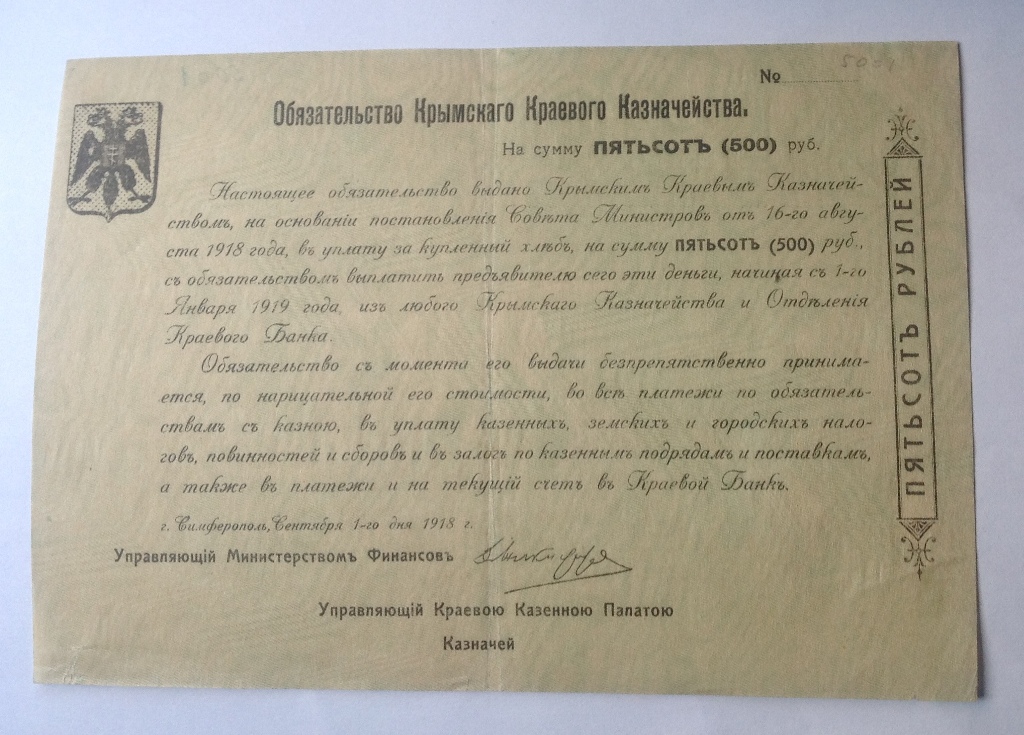 №
Обязательство Крымскаго Краевого Казначейства.
На сумму ПЯТЬСОТЪ (500) руб.
Настоящее обязательство выдано Крымскимъ Краевымъ Казначей-
ствомъ, на основаніи постановленія Совѣта Министровъ отъ 16-го авгу-
ста 1918 года, въ уплату за купленный хлѣбъ, на сумму ПЯТЬСОТЪ (500) руб.,
съ обязательствомъ выплатить предъявителю сего эти деньги, начиная съ 1-го
Января 1919 года, изъ любого Крымскаго Казначейства и Отдѣленія
Краевого Банка.
Обязательство съ момента его выдачи безпрепятственно принима-
ется, по нарицательной его стоимости, во всѣ платежи по обязатель-
ствамъ съ казною, въ уплату казенныхъ, земскихъ и городскихъ нало-
говъ, повинностей и сборовъ и въ залогъ по казеннымъ подрядамъ и поставкамъ,
а также въ платежи и на текущій счетъ въ Краевой Банкъ.
г. Симферополь, Сентября 1-го дня 1918 г.
Управляющій Министерствомъ Финансовъ
Управляющій Краевою Казенною Палатою
Казначей
ПЯТЬСОТЪ РУБЛЕЙ